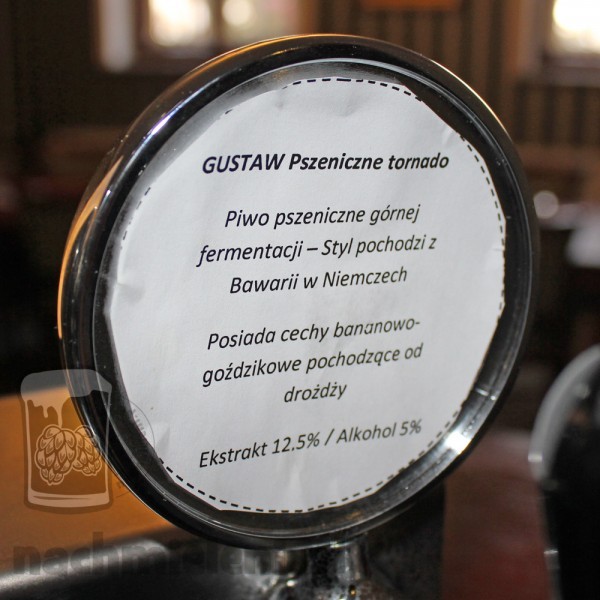 GUSTAW Pszeniczne tornado
Piwo pszeniczne górnej
fermentacji – Styl pochodzi z
Bawarii w Niemczech
Posiada cechy bananowo-
goździkowe pochodzące od
drożdży
Ekstrakt 12.5% / Alkohol 5%